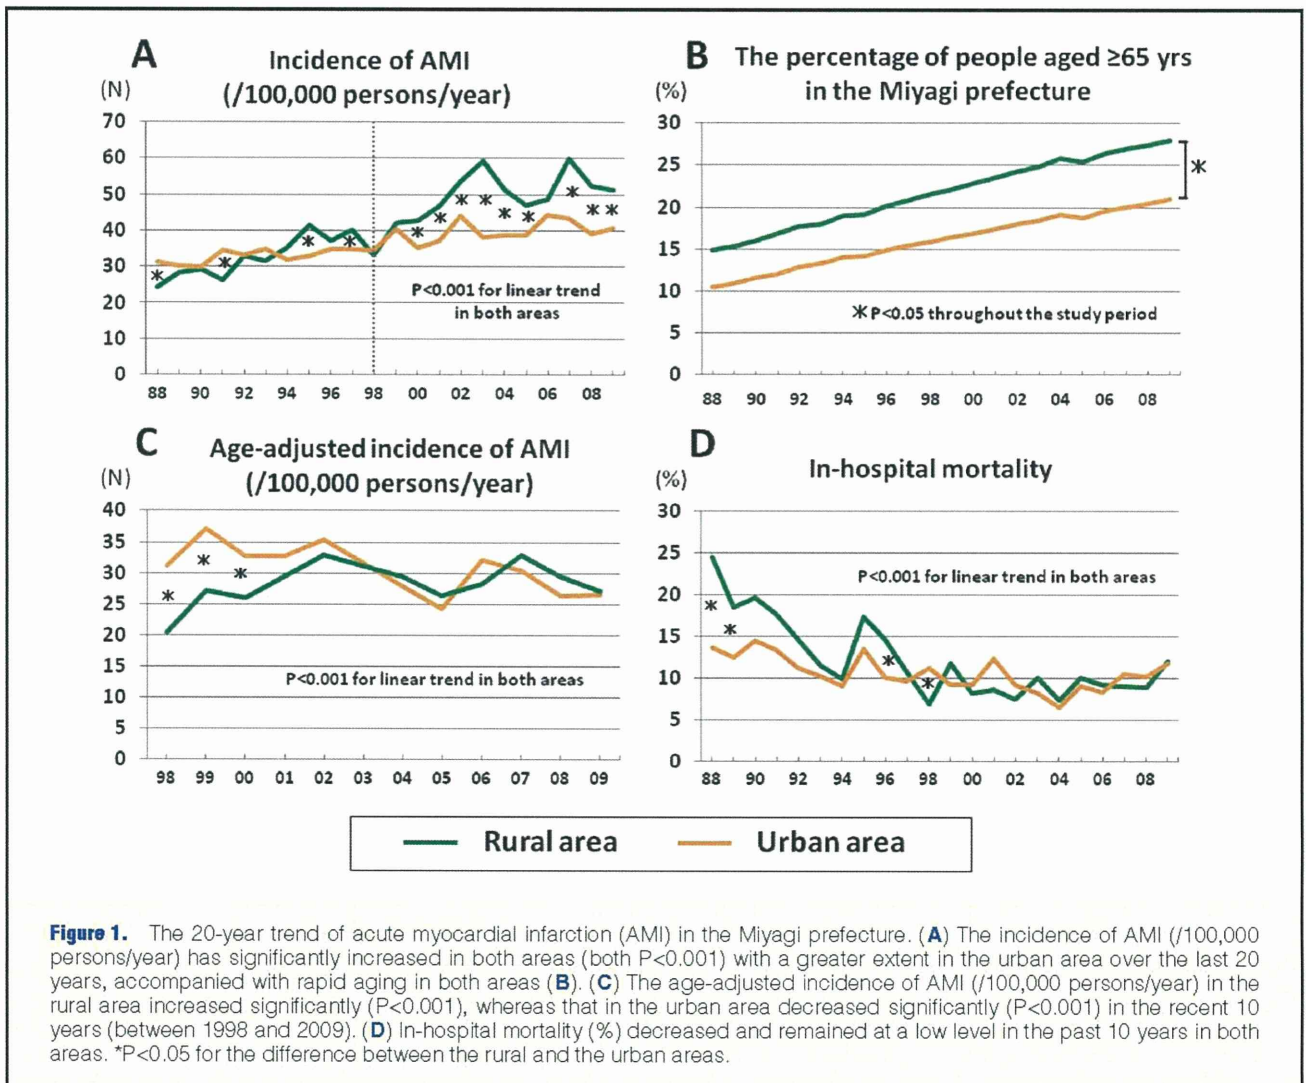 A
Incidence of AMI
(/100,000 persons/year)
(N)
70
60
50
40
30
20
10
0
P<0.001 for linear trend
in both areas
88 90 92 94 96 98 00 02 04 06 08
B
The percentage of people aged ≥65 yrs
in the Miyagi prefecture
(%)
30
25
20
15
10
5
0
*
*P<0.05 throughout the study period
88 90 92 94 96 98 00 02 04 06 08
C
Age-adjusted incidence of AMI
(/100,000 persons/year)
(N)
40
35
30
25
20
15
10
5
0
P<0.001 for linear trend in both areas
98 99 00 01 02 03 04 05 06 07 08 09
D
In-hospital mortality
(%)
30
25
20
15
10
5
0
P<0.001 for linear trend in both areas
88 90 92 94 96 98 00 02 04 06 08
Rural area Urban area
Figure 1. The 20-year trend of acute myocardial infarction (AMI) in the Miyagi prefecture. (A) The incidence of AMI (/100,000
persons/year) has significantly increased in both areas (both P<0.001) with a greater extent in the urban area over the last 20
years, accompanied with rapid aging in both areas (B). (C) The age-adjusted incidence of AMI (/100,000 persons/year) in the
rural area increased significantly (P<0.001), whereas that in the urban area decreased significantly (P<0.001) in the recent 10
years (between 1998 and 2009). (D) In-hospital mortality (%) decreased and remained at a low level in the past 10 years in both
areas. *P<0.05 for the difference between the rural and the urban areas.